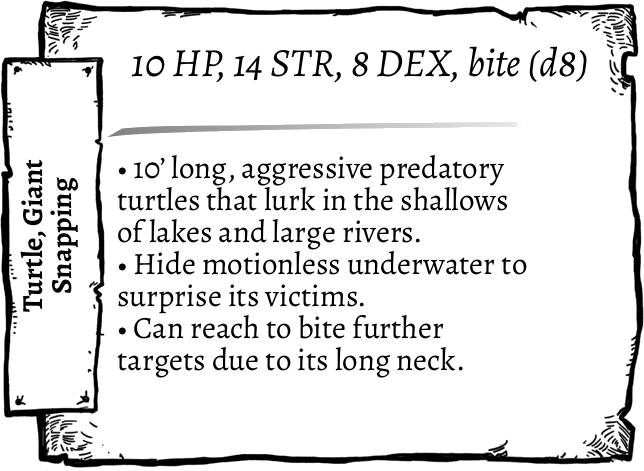 Turtle, Giant
Snapping
10 HP, 14 STR, 8 DEX, bite (d8)
• 10’ long, aggressive predatory
turtles that lurk in the shallows
of lakes and large rivers.
• Hide motionless underwater to
surprise its victims.
• Can reach to bite further
targets due to its long neck.